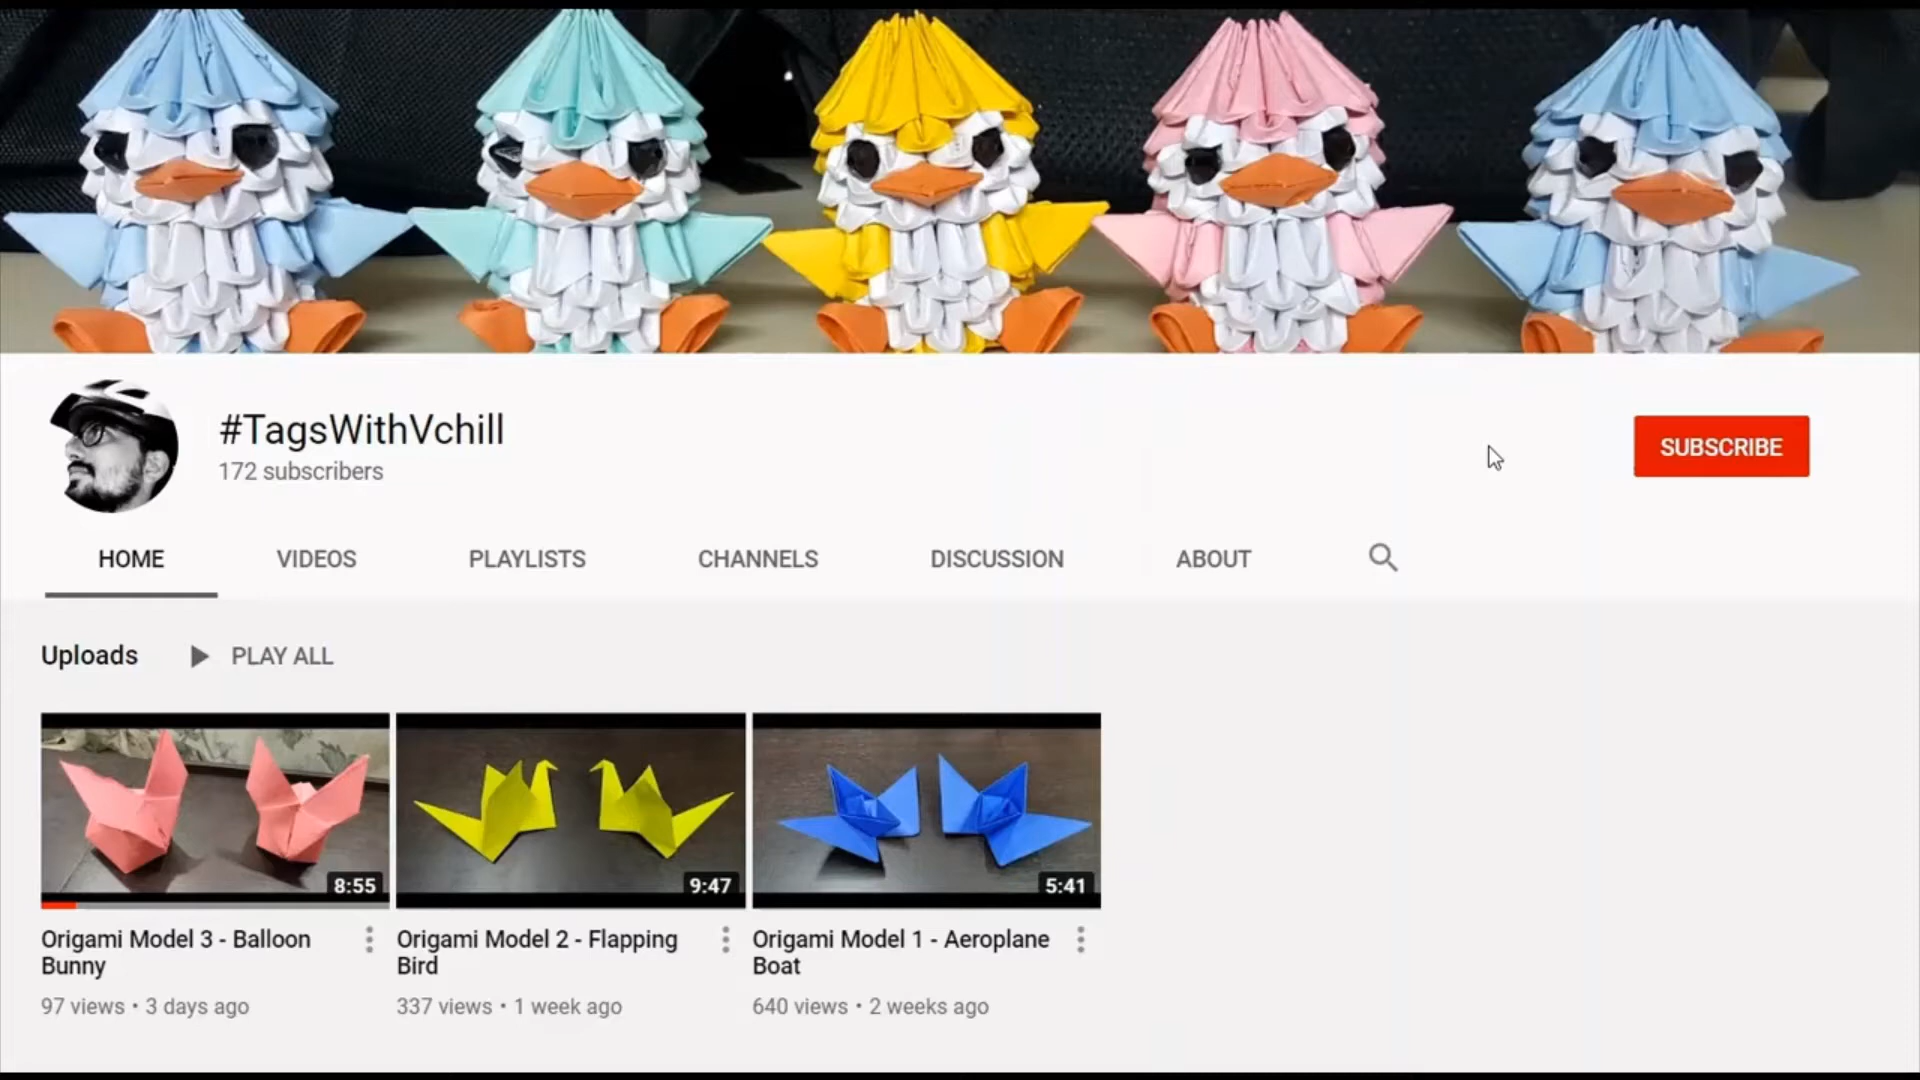 #TagsWithVchill
172 subscribers
SUBSCRIBE
HOME VIDEOS PLAYLISTS CHANNELS DISCUSSION ABOUT
Uploads PLAY ALL
8:55
9:47
5:41
Origami Model 3 - Balloon
Bunny
97 views • 3 days ago
Origami Model 2 - Flapping
Bird
337 views • 1 week ago
Origami Model 1 - Aeroplane
Boat
640 views • 2 weeks ago